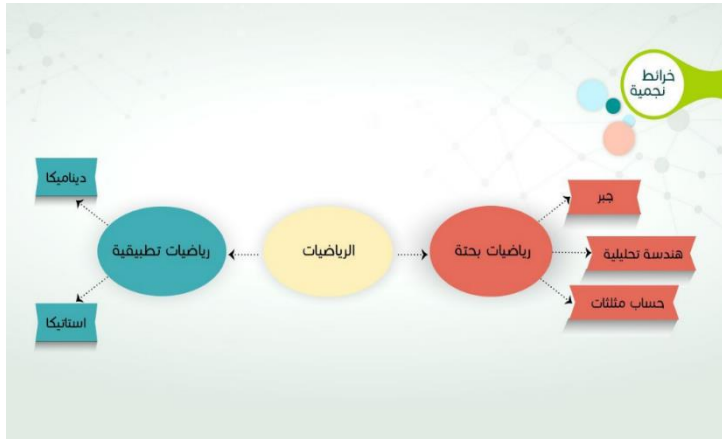 خرائط
نجمية
الرياضيات
رياضيات بحتة
جبر
هندسة تحليلية
حساب مثلثات
رياضيات تطبيقية
ديناميكا
استاتيكا